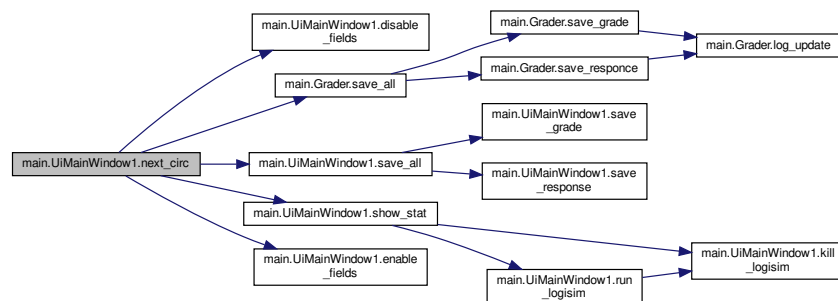 main.UiMainWindow1.next_circ
main.UiMainWindow1.disable
_fields
main.Grader.save_all
main.Grader.save_grade
main.Grader.save_responce
main.Grader.log_update
main.UiMainWindow1.save_all
main.UiMainWindow1.save
_grade
main.UiMainWindow1.save
_response
main.UiMainWindow1.show_stat
main.UiMainWindow1.kill
_logisim
main.UiMainWindow1.run
_logisim
main.UiMainWindow1.enable
_fields